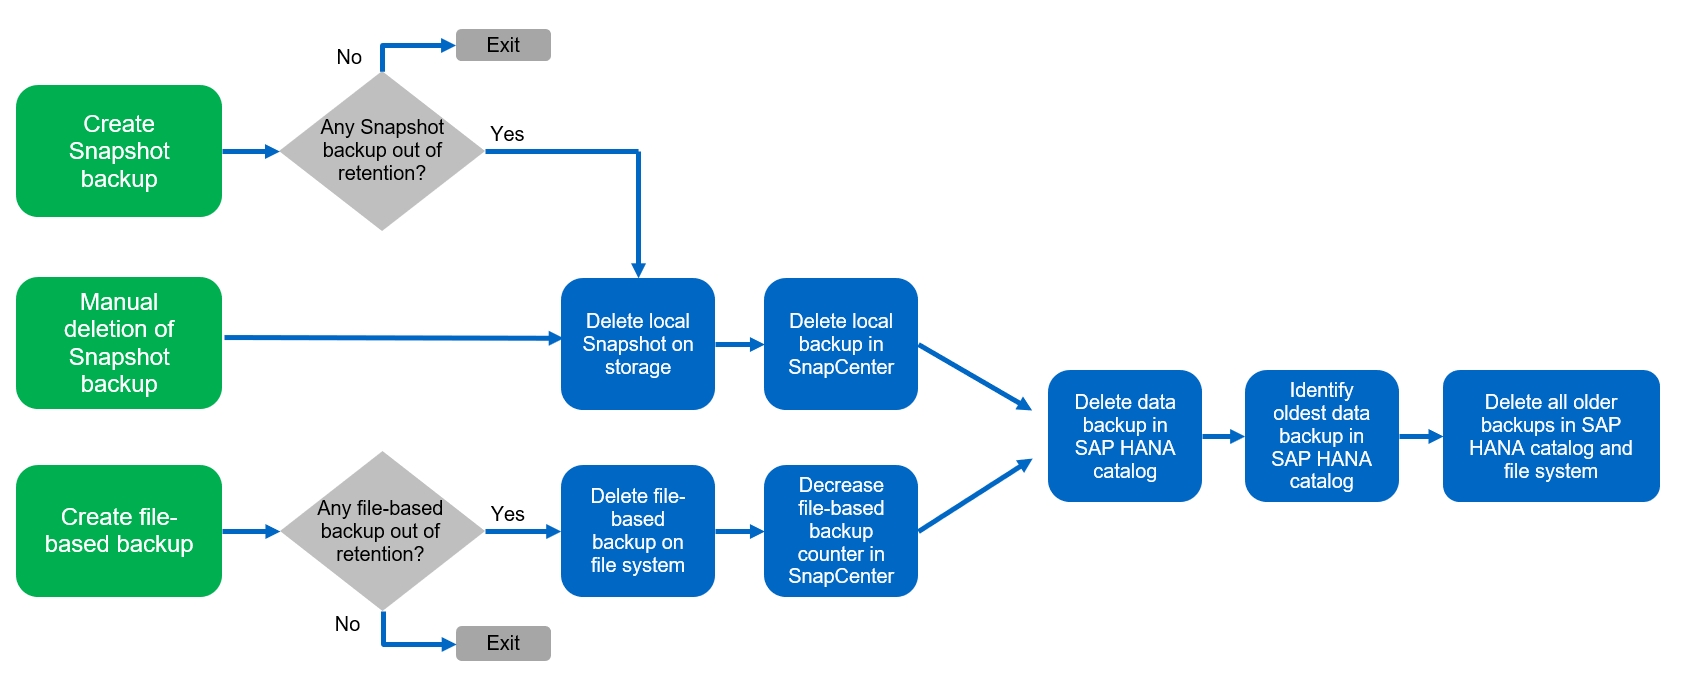 No
Exit
Create
Snapshot
backup
Any Snapshot
backup out of
retention?
Yes
Manual
deletion of
Snapshot
backup
Delete local
Snapshot on
storage
Delete local
backup in
SnapCenter
Delete data
backup in
SAP HANA
catalog
Identify
oldest data
backup in
SAP HANA
catalog
Delete all older
backups in SAP
HANA catalog and
file system
Create file-
based backup
Any file-based
backup out of
retention?
Yes
Delete file-
based
backup on
file system
Decrease
file-based
backup
counter in
SnapCenter
No
Exit